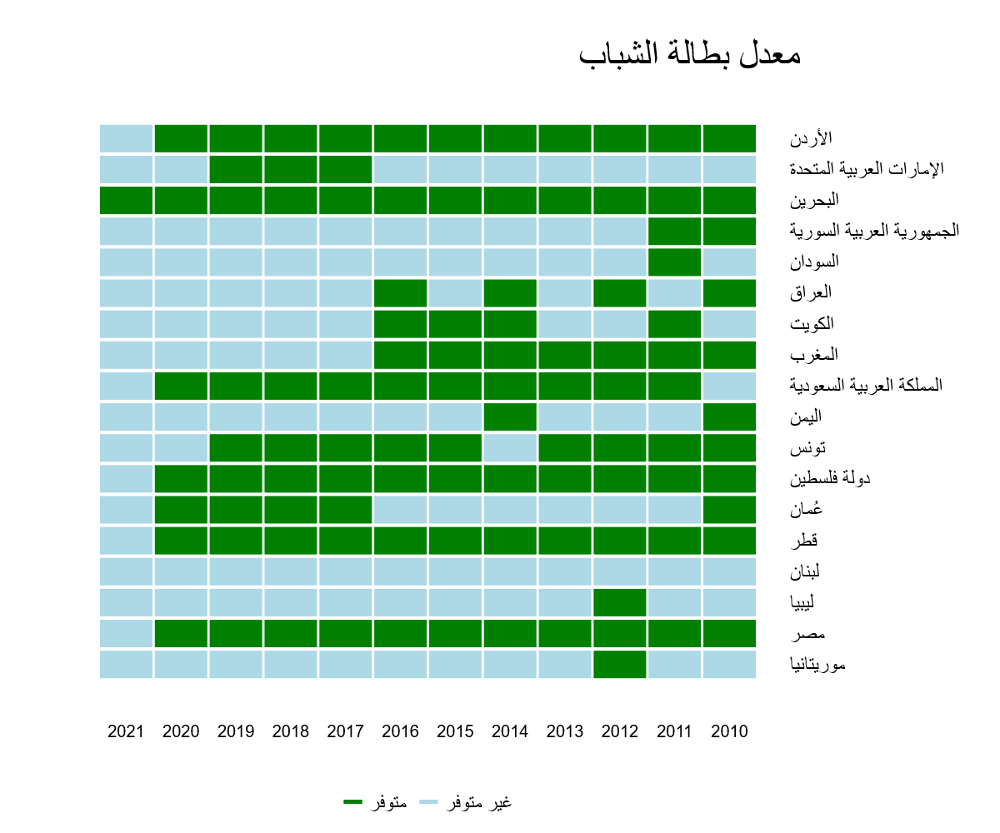 معدل بطالة الشباب
الأردن
الإمارات العربية المتحدة
البحرين
الجمهورية العربية السورية
السودان
العراق
الكويت
المغرب
المملكة العربية السعودية
اليمن
تونس
دولة فلسطين
عُمان
قطر
لبنان
ليبيا
مصر
موريتانيا
2021 2020 2019 2018 2017 2016 2015 2014 2013 2012 2011 2010
متوفر غير متوفر